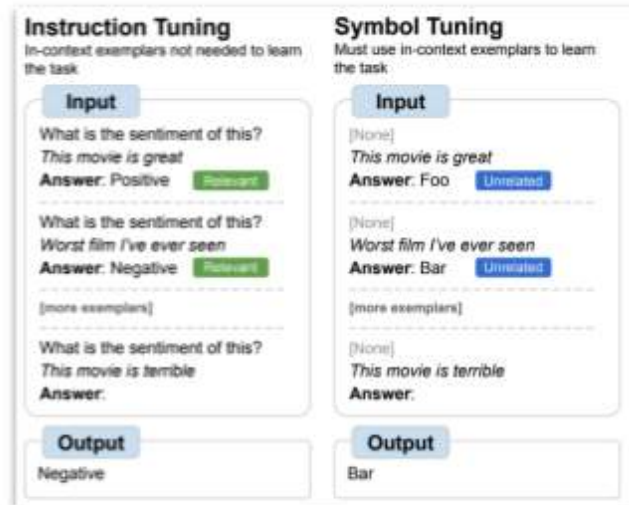 Instruction Tuning
In-context exemplars not needed to learn
the task
Input
What is the sentiment of this?
This movie is great
Answer: Positive Relevant
What is the sentiment of this?
Worst film I've ever seen
Answer: Negative Relevant
[more exemplars]
What is the sentiment of this?
This movie is terrible
Answer:
Output
Negative
Symbol Tuning
Must use in-context exemplars to learn
the task
Input
[None]
This movie is great
Answer: Foo Unrelated
[None]
Worst film I've ever seen
Answer: Bar Unrelated
[more exemplars]
[None]
This movie is terrible
Answer:
Output
Bar